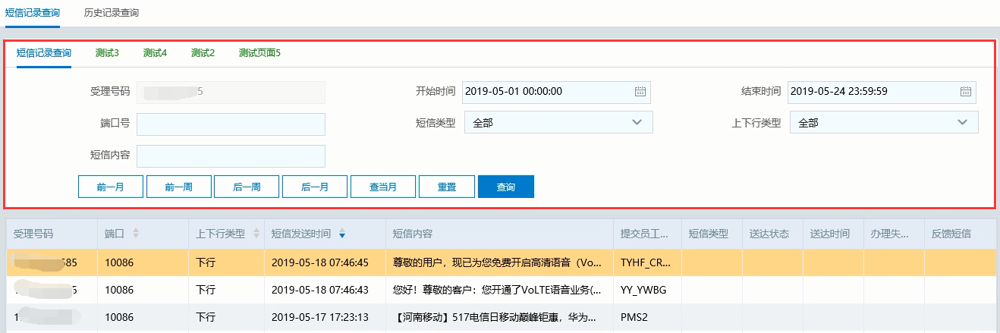 短信记录查询 历史记录查询
短信记录查询 测试3 测试4 测试2 测试页面5
受理号码 5 开始时间 2019-05-01 00:00:00 结束时间 2019-05-24 23:59:59
端口号 短信类型 全部 上下行类型 全部
短信内容
前一月 前一周 后一周 后一月 查当月 重置 查询
受理号码 端口 上下行类型 短信发送时间 短信内容 提交员工... 短信类型 送达状态 送达时间 办理失... 反馈短信
585 10086 下行 2019-05-18 07:46:45 尊敬的用户，现已为您免费开启高清语音（Vo... TYHF_CR...
5 10086 下行 2019-05-18 07:46:43 您好！尊敬的客户：您开通了VoLTE语音业务(... YY_YWBG
1 10086 下行 2019-05-17 17:23:13 【河南移动】517电信日移动巅峰钜惠，华为... PMS2